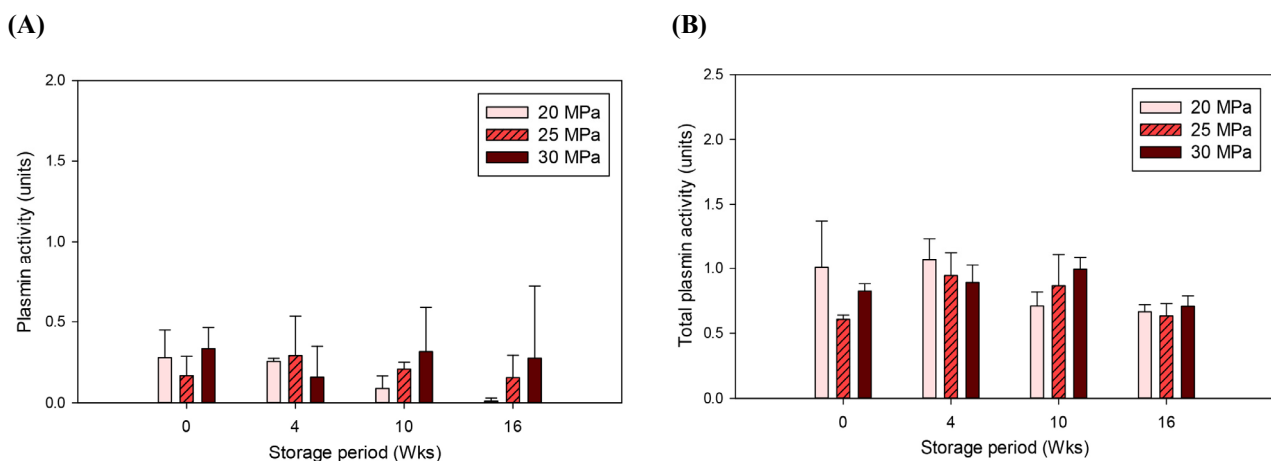 (A)
Plasmin activity (units)
2.0
1.5
1.0
0.5
0.0
20 MPa
25 MPa
30 MPa
0 4 10 16
Storage period (Wks)
(B)
Total plasmin activity (units)
2.5
2.0
1.5
1.0
0.5
0.0
20 MPa
25 MPa
30 MPa
0 4 10 16
Storage period (Wks)